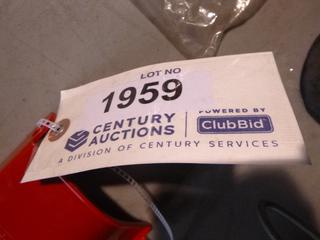 LOT NO
1959
CENTURY AUCTIONS
POWERED BY
ClubBid
A DIVISION OF CENTURY SERVICES